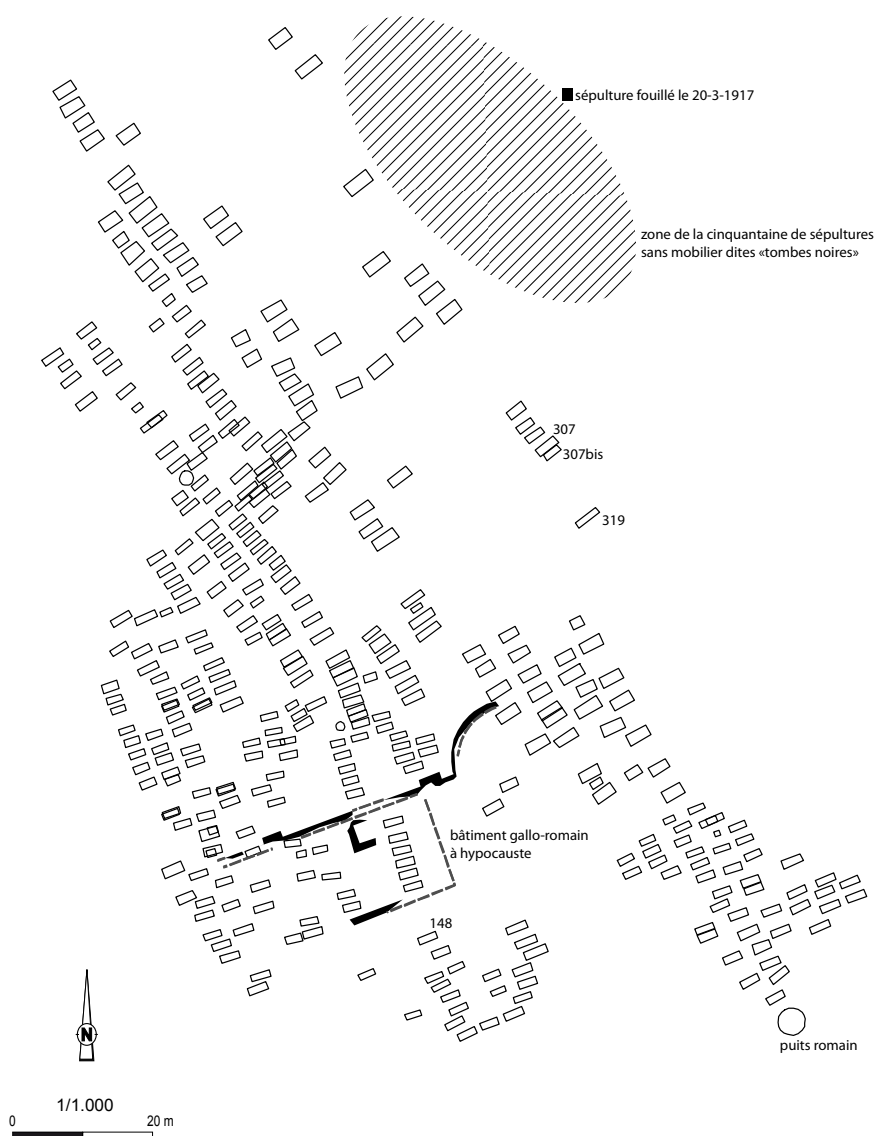 sépulture fouillé le 20-3-1917
zone de la cinquantaine de sépultures
sans mobilier dites «tombes noires»
307
307bis
319
bâtiment gallo-romain
à hypocauste
148
N
puits romain
1/1.000
0 20 m